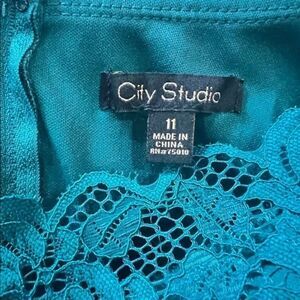 City Studio
11
MADE IN
CHINA
RN# 75010